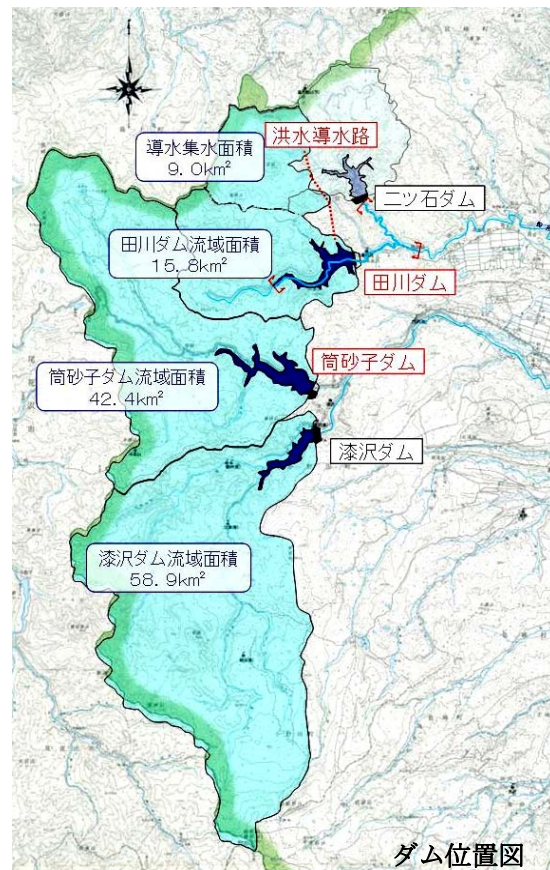 導水集水面積
9.0km²
洪水導水路
二ツ石ダム
田川ダム流域面積
15.8km²
田川ダム
筒砂子ダム流域面積
42.4km²
筒砂子ダム
漆沢ダム
漆沢ダム流域面積
58.9km²
ダム位置図